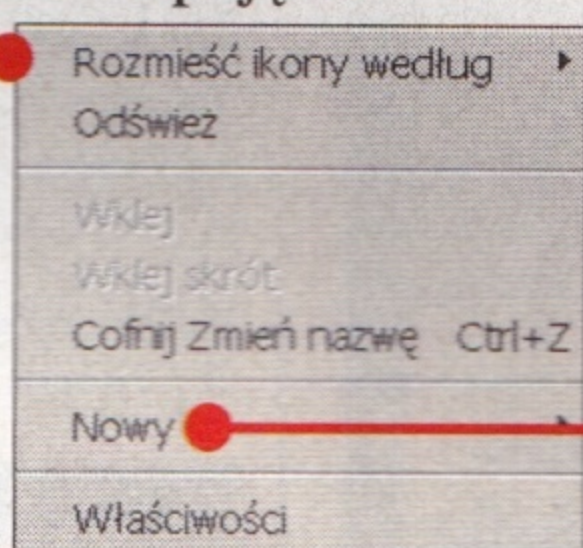 Rozmieść ikony według
Odśwież
Wklej
Wklej skrót
Cofnij Zmień nazwę Ctrl+Z
Nowy
Właściwości